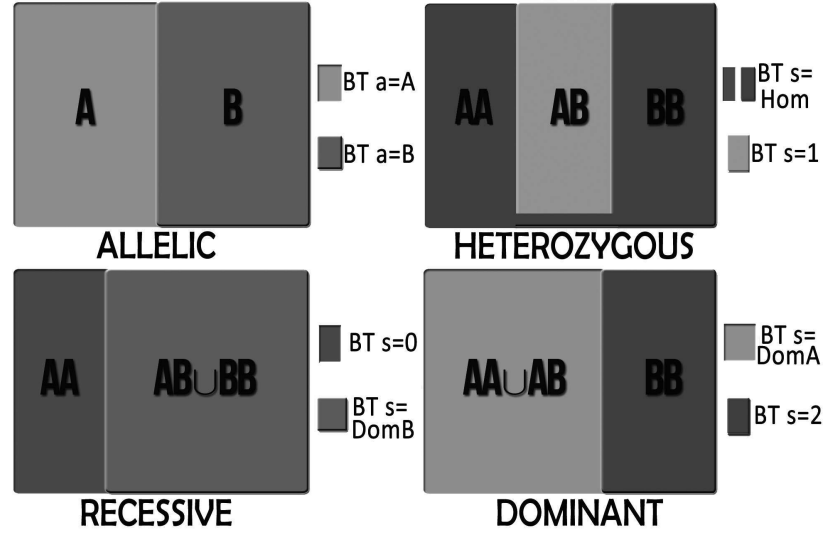 A
B
BT a=A
BT a=B
ALLELIC
AA
AB
BB
BT s=
Hom
BT s=1
HETEROZYGOUS
AA
AB∪BB
BT s=0
BT s=
DomB
RECESSIVE
AA∪AB
BB
BT s=
DomA
BT s=2
DOMINANT